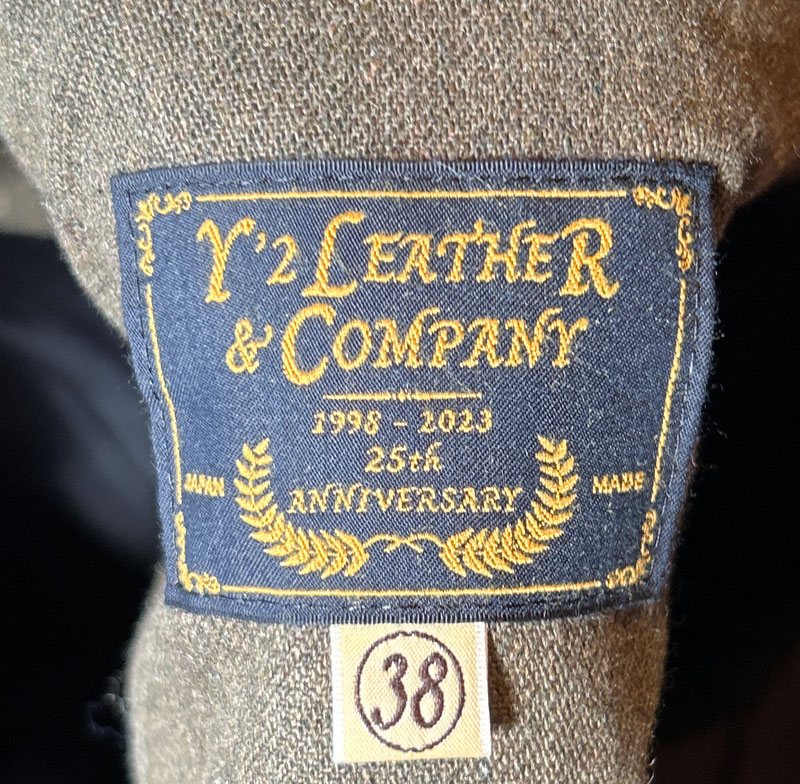 Y'2 LEATHER
& COMPANY
1998 - 2023
25th
JAPAN ANNIVERSARY MADE
38